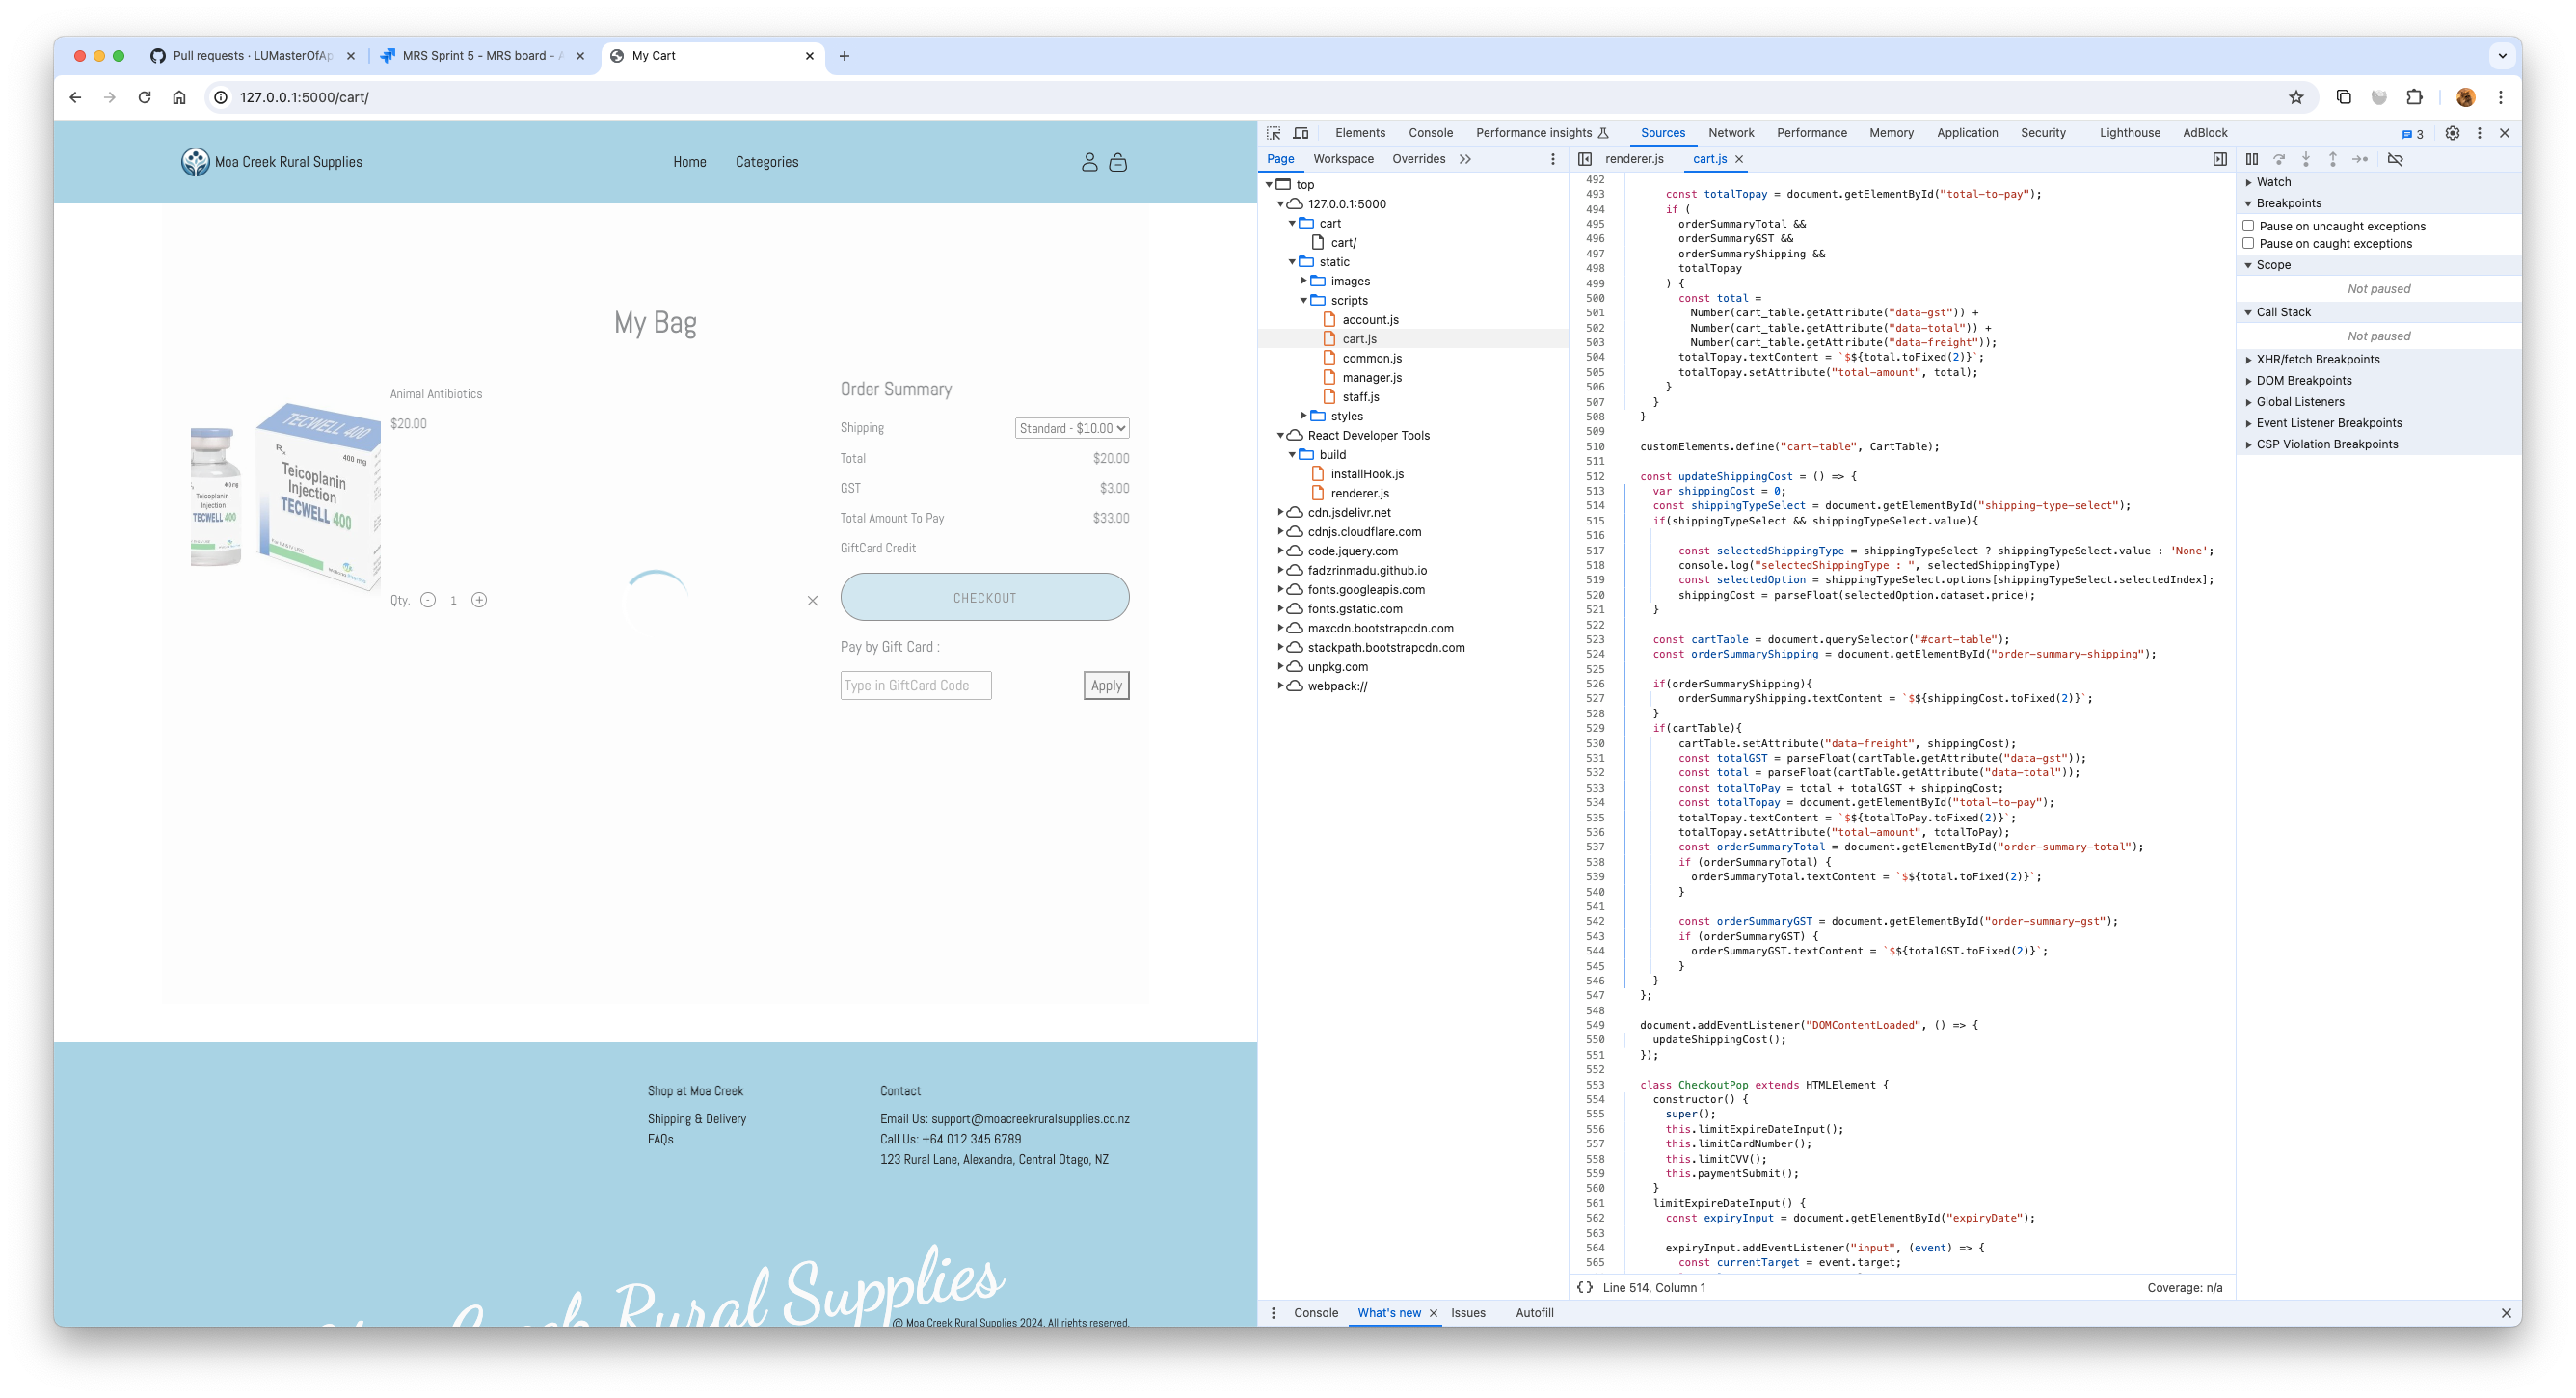 Pull requests · LUMasterOfAp
MRS Sprint 5 - MRS board - A
My Cart
127.0.0.1:5000/cart/
Moa Creek Rural Supplies
Home
Categories
My Bag
TECWELL 400
400 mg
Teicoplanin
Injection
TECWELL 400
Teicoplanin
Injection
TECWELL 400
Animal Antibiotics
$20.00
Qty.
-
1
+
Order Summary
Shipping
Standard - $10.00
Total
$20.00
GST
$3.00
Total Amount To Pay
$33.00
GiftCard Credit
CHECKOUT
Pay by Gift Card :
Type in GiftCard Code
Apply
Shop at Moa Creek
Shipping & Delivery
FAQs
Contact
Email Us: support@moacreekruralsupplies.co.nz
Call Us: +64 012 345 6789
123 Rural Lane, Alexandra, Central Otago, NZ
Creek Rural Supplies
@ Moa Creek Rural Supplies 2024. All rights reserved.
Elements
Console
Performance insights
Sources
Network
Performance
Memory
Application
Security
Lighthouse
AdBlock
3
Page
Workspace
Overrides
top
127.0.0.1:5000
cart
cart/
static
images
scripts
account.js
cart.js
common.js
manager.js
staff.js
styles
React Developer Tools
build
installHook.js
renderer.js
cdn.jsdelivr.net
cdnjs.cloudflare.com
code.jquery.com
fadzrinmadu.github.io
fonts.googleapis.com
fonts.gstatic.com
maxcdn.bootstrapcdn.com
stackpath.bootstrapcdn.com
unpkg.com
webpack://
renderer.js
cart.js
492
493 const totalTopay = document.getElementById("total-to-pay");
494 if (
495 orderSummaryTotal &&
496 orderSummaryGST &&
497 orderSummaryShipping &&
498 totalTopay
499 ) {
500 const total =
501 Number(cart_table.getAttribute("data-gst")) +
502 Number(cart_table.getAttribute("data-total")) +
503 Number(cart_table.getAttribute("data-freight"));
504 totalTopay.textContent = `$${total.toFixed(2)}`;
505 totalTopay.setAttribute("total-amount", total);
506 }
507 }
508 }
509
510 customElements.define("cart-table", CartTable);
511
512 const updateShippingCost = () => {
513 var shippingCost = 0;
514 const shippingTypeSelect = document.getElementById("shipping-type-select");
515 if(shippingTypeSelect && shippingTypeSelect.value){
516
517 const selectedShippingType = shippingTypeSelect ? shippingTypeSelect.value : 'None';
518 console.log("selectedShippingType : ", selectedShippingType)
519 const selectedOption = shippingTypeSelect.options[shippingTypeSelect.selectedIndex];
520 shippingCost = parseFloat(selectedOption.dataset.price);
521 }
522
523 const cartTable = document.querySelector("#cart-table");
524 const orderSummaryShipping = document.getElementById("order-summary-shipping");
525
526 if(orderSummaryShipping){
527 orderSummaryShipping.textContent = `$${shippingCost.toFixed(2)}`;
528 }
529 if(cartTable){
530 cartTable.setAttribute("data-freight", shippingCost);
531 const totalGST = parseFloat(cartTable.getAttribute("data-gst"));
532 const total = parseFloat(cartTable.getAttribute("data-total"));
533 const totalToPay = total + totalGST + shippingCost;
534 const totalTopay = document.getElementById("total-to-pay");
535 totalTopay.textContent = `$${totalToPay.toFixed(2)}`;
536 totalTopay.setAttribute("total-amount", totalToPay);
537 const orderSummaryTotal = document.getElementById("order-summary-total");
538 if (orderSummaryTotal) {
539 orderSummaryTotal.textContent = `$${total.toFixed(2)}`;
540 }
541
542 const orderSummaryGST = document.getElementById("order-summary-gst");
543 if (orderSummaryGST) {
544 orderSummaryGST.textContent = `$${totalGST.toFixed(2)}`;
545 }
546 }
547 };
548
549 document.addEventListener("DOMContentLoaded", () => {
550 updateShippingCost();
551 });
552
553 class CheckoutPop extends HTMLElement {
554 constructor() {
555 super();
556 this.limitExpireDateInput();
557 this.limitCardNumber();
558 this.limitCVV();
559 this.paymentSubmit();
560 }
561 limitExpireDateInput() {
562 const expiryInput = document.getElementById("expiryDate");
563
564 expiryInput.addEventListener("input", (event) => {
565 const currentTarget = event.target;
{} Line 514, Column 1
Coverage: n/a
Watch
Breakpoints
Pause on uncaught exceptions
Pause on caught exceptions
Scope
Not paused
Call Stack
Not paused
XHR/fetch Breakpoints
DOM Breakpoints
Global Listeners
Event Listener Breakpoints
CSP Violation Breakpoints
Console
What's new
Issues
Autofill